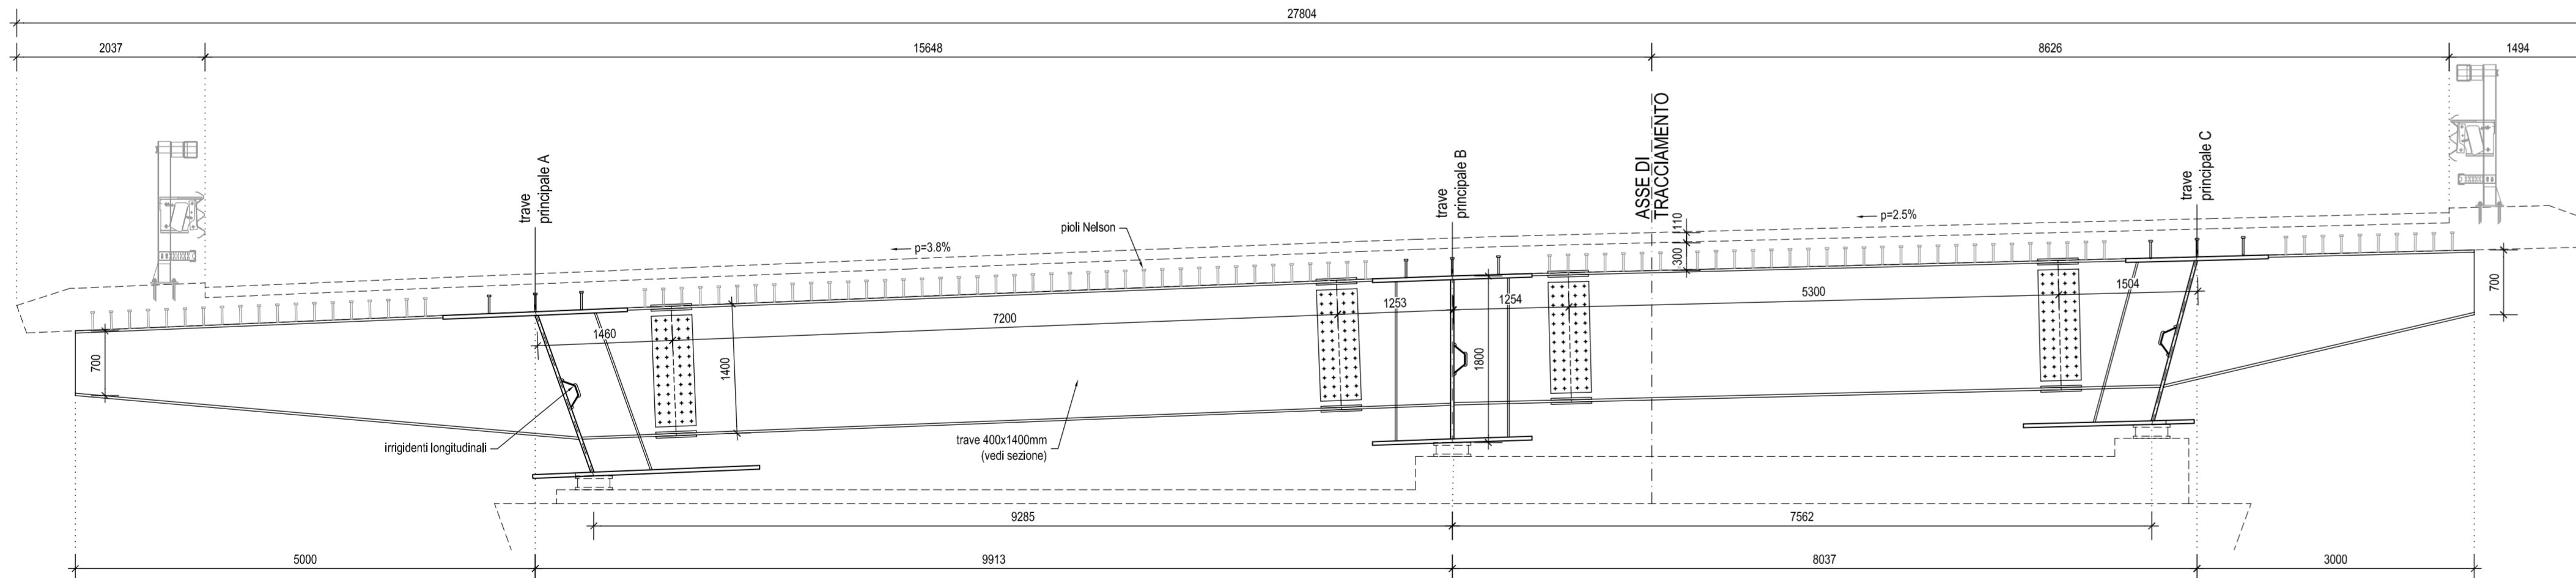 27804
2037
15648
8626
1494
ASSE DI
TRACCIAMENTO
trave
principale A
trave
principale B
trave
principale C
pioli Nelson
p=3.8%
p=2.5%
110
300
1253
1254
5300
1504
700
7200
1460
1400
1800
700
irrigidenti longitudinali
trave 400x1400mm
(vedi sezione)
9285
7562
5000
9913
8037
3000